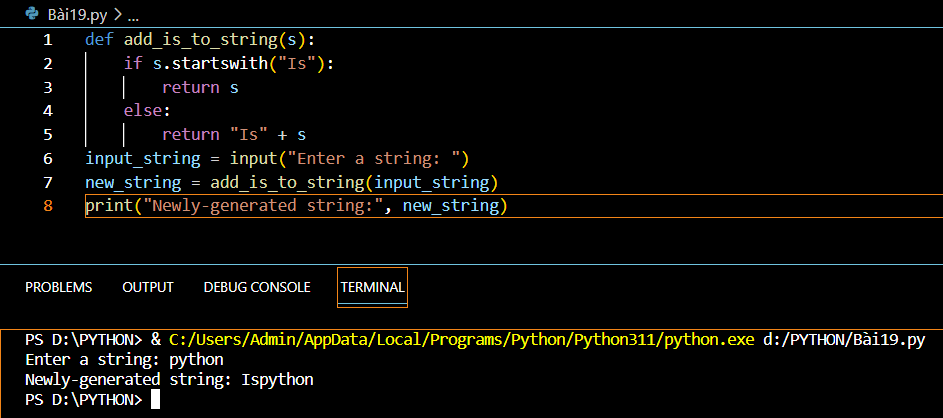 Bài19.py > ...
1 def add_is_to_string(s):
2     if s.startswith("Is"):
3         return s
4     else:
5         return "Is" + s
6 input_string = input("Enter a string: ")
7 new_string = add_is_to_string(input_string)
8 print("Newly-generated string:", new_string)
PROBLEMS OUTPUT DEBUG CONSOLE TERMINAL
PS D:\PYTHON> & C:/Users/Admin/AppData/Local/Programs/Python/Python311/python.exe d:/PYTHON/Bài19.py
Enter a string: python
Newly-generated string: Ispython
PS D:\PYTHON>